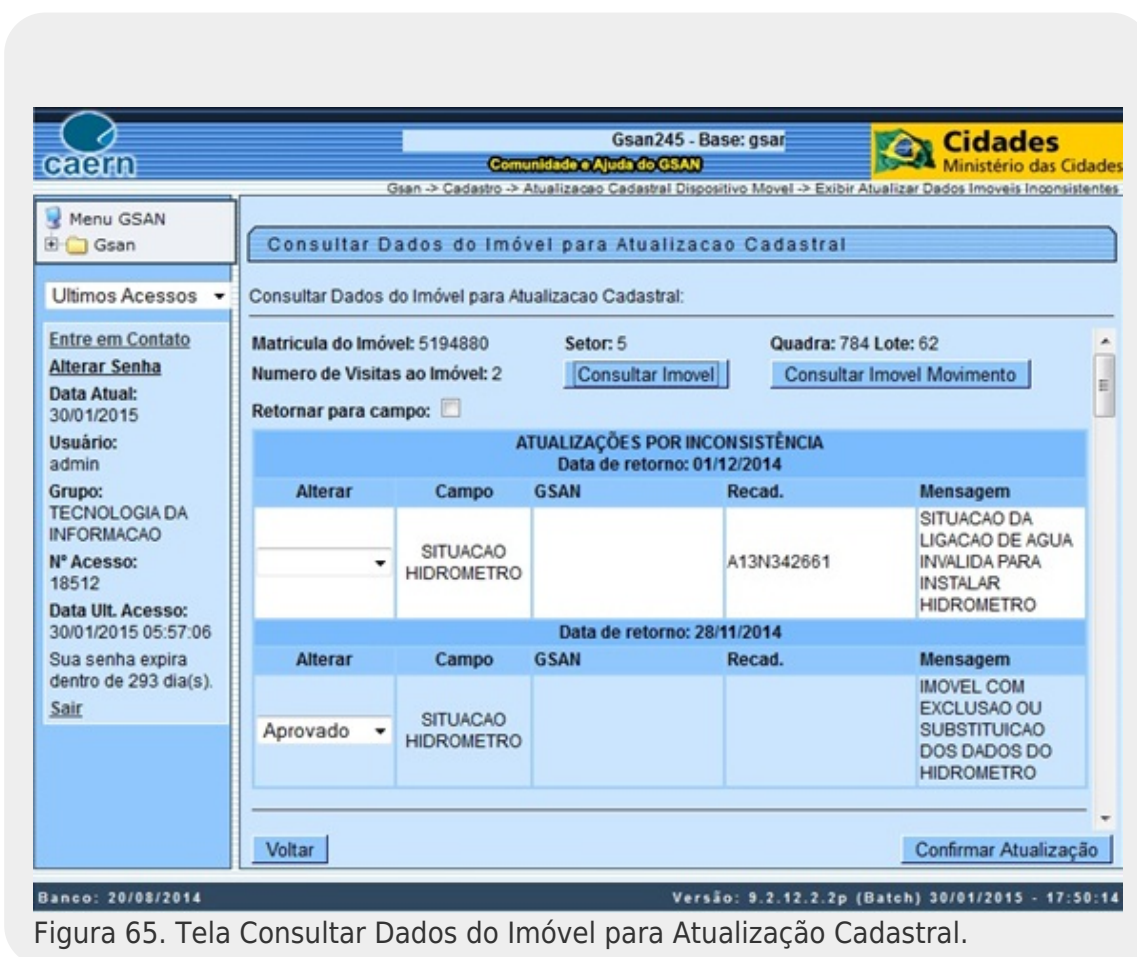 caern
Gsan245 - Base: gsan
Comunidade e Ajuda do GSAN
Cidades
Ministério das Cidades
Gsan -> Cadastro -> Atualizacao Cadastral Dispositivo Movel -> Exibir Atualizar Dados Imoveis Inconsistentes
Menu GSAN
Gsan
Ultimos Acessos
Entre em Contato
Alterar Senha
Data Atual:
30/01/2015
Usuário:
admin
Grupo:
TECNOLOGIA DA
INFORMACAO
Nº Acesso:
18512
Data Ult. Acesso:
30/01/2015 05:57:06
Sua senha expira
dentro de 293 dia(s).
Sair
Consultar Dados do Imóvel para Atualizacao Cadastral
Consultar Dados do Imóvel para Atualizacao Cadastral:
Matricula do Imóvel: 5194880 Setor: 5 Quadra: 784 Lote: 62
Numero de Visitas ao Imóvel: 2 Consultar Imovel Consultar Imovel Movimento
Retornar para campo:
ATUALIZAÇÕES POR INCONSISTÊNCIA
Data de retorno: 01/12/2014
Alterar Campo GSAN Recad. Mensagem
SITUACAO
HIDROMETRO
A13N342661
SITUACAO DA
LIGACAO DE AGUA
INVALIDA PARA
INSTALAR
HIDROMETRO
Data de retorno: 28/11/2014
Alterar Campo GSAN Recad. Mensagem
Aprovado
SITUACAO
HIDROMETRO
IMOVEL COM
EXCLUSAO OU
SUBSTITUICAO
DOS DADOS DO
HIDROMETRO
Voltar Confirmar Atualização
Banco: 20/08/2014 Versão: 9.2.12.2.2p (Batch) 30/01/2015 - 17:50:14
Figura 65. Tela Consultar Dados do Imóvel para Atualização Cadastral.